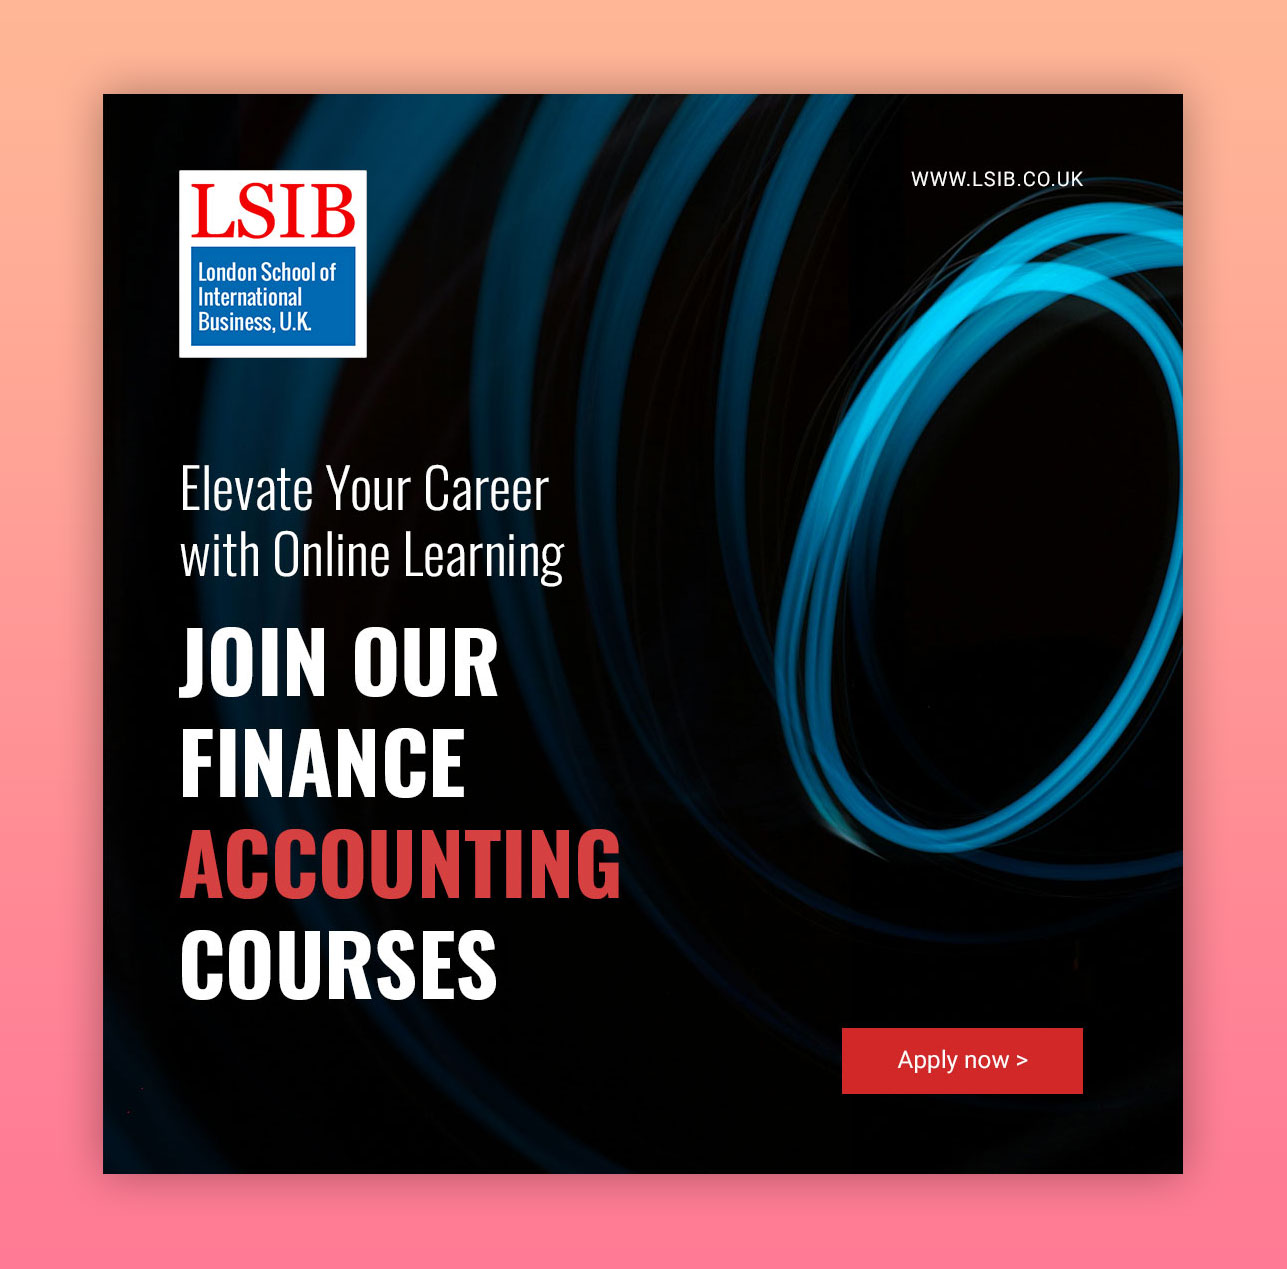 LSIB
London School of
International
Business, U.K.
WWW.LSIB.CO.UK
Elevate Your Career
with Online Learning
JOIN OUR
FINANCE
ACCOUNTING
COURSES
Apply now >